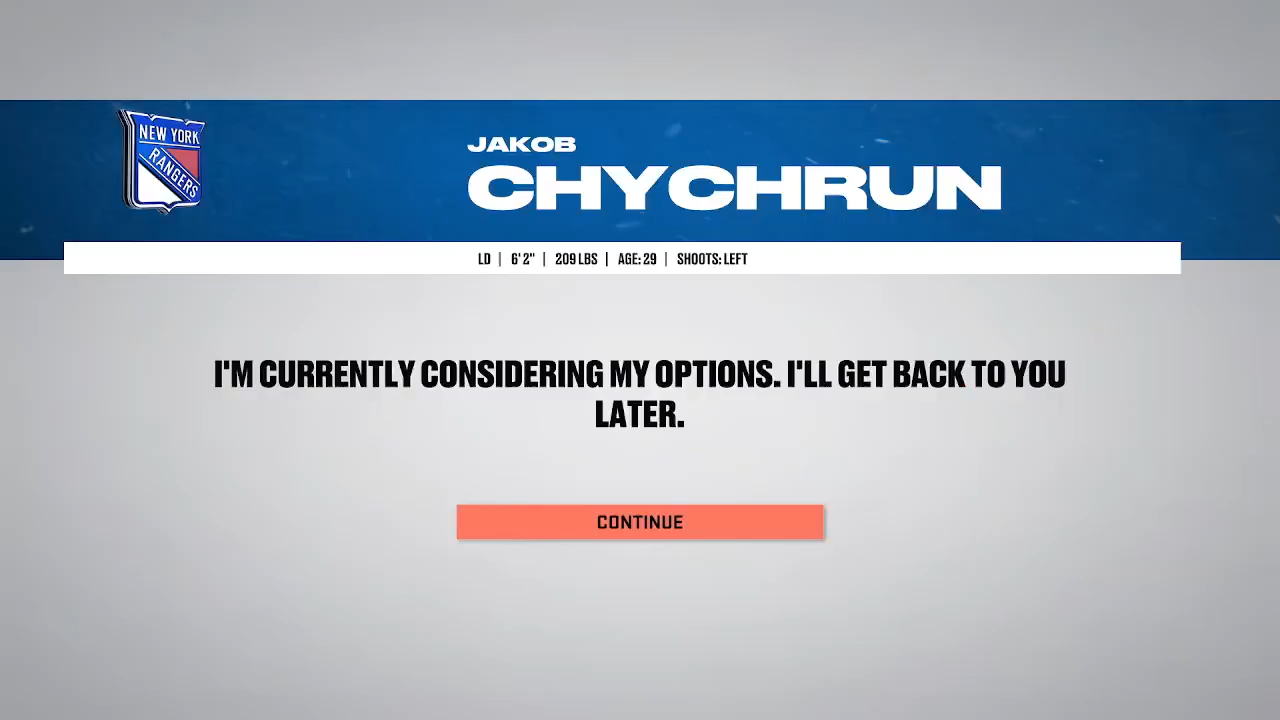 NEW YORK
RANGERS
JAKOB
CHYCHRUN
LD | 6' 2" | 209 LBS | AGE: 29 | SHOOTS: LEFT
I'M CURRENTLY CONSIDERING MY OPTIONS. I'LL GET BACK TO YOU
LATER.
CONTINUE